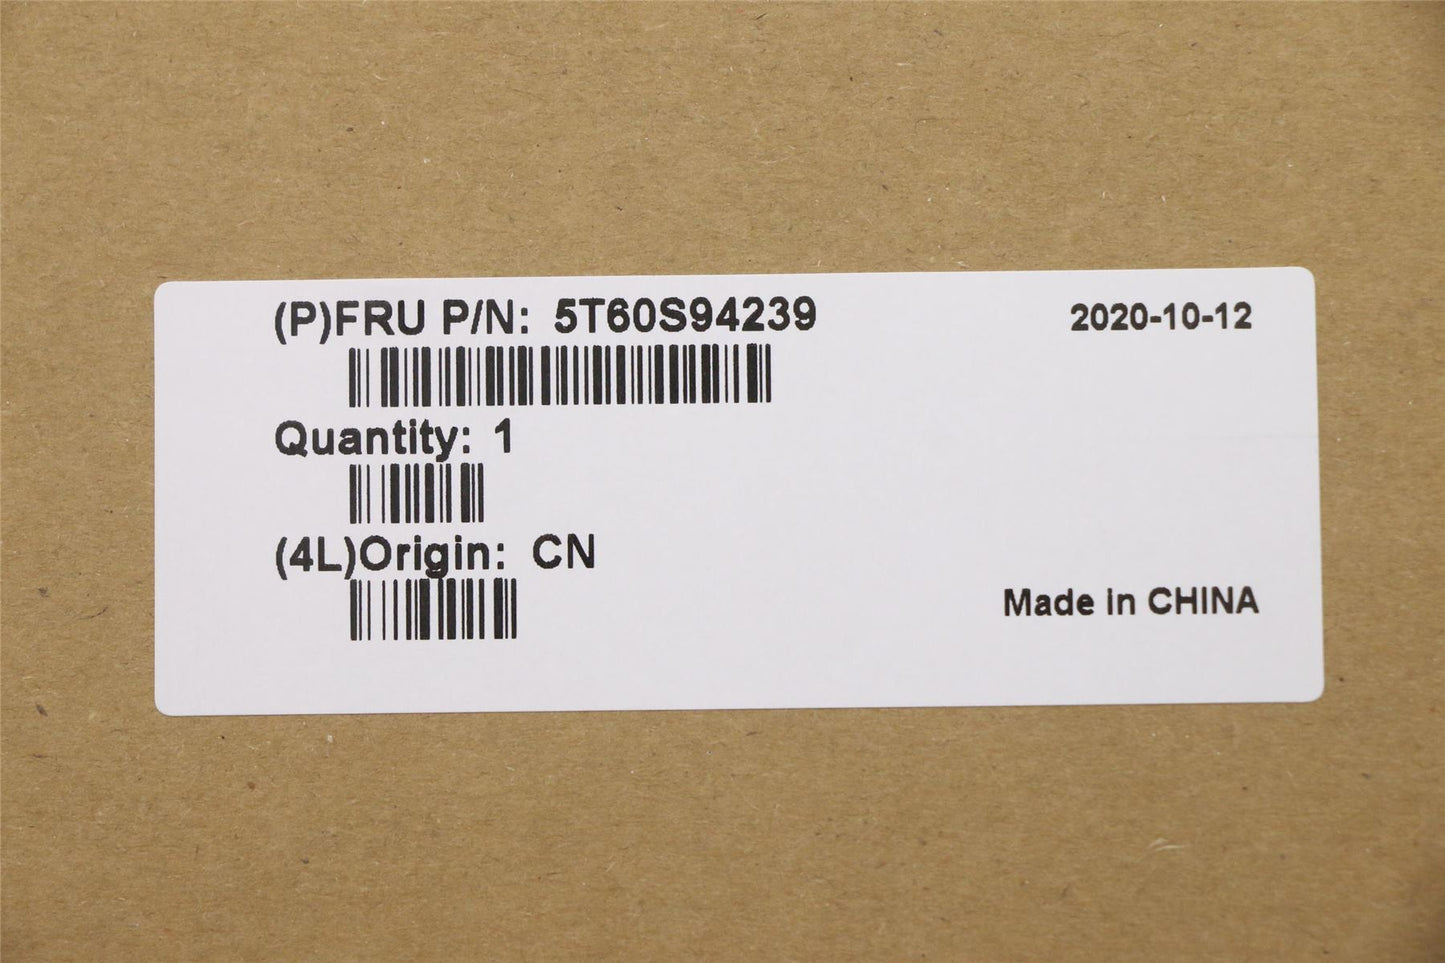 (P)FRU P/N: 5T60S94239
2020-10-12
Quantity: 1
(4L)Origin: CN
Made in CHINA